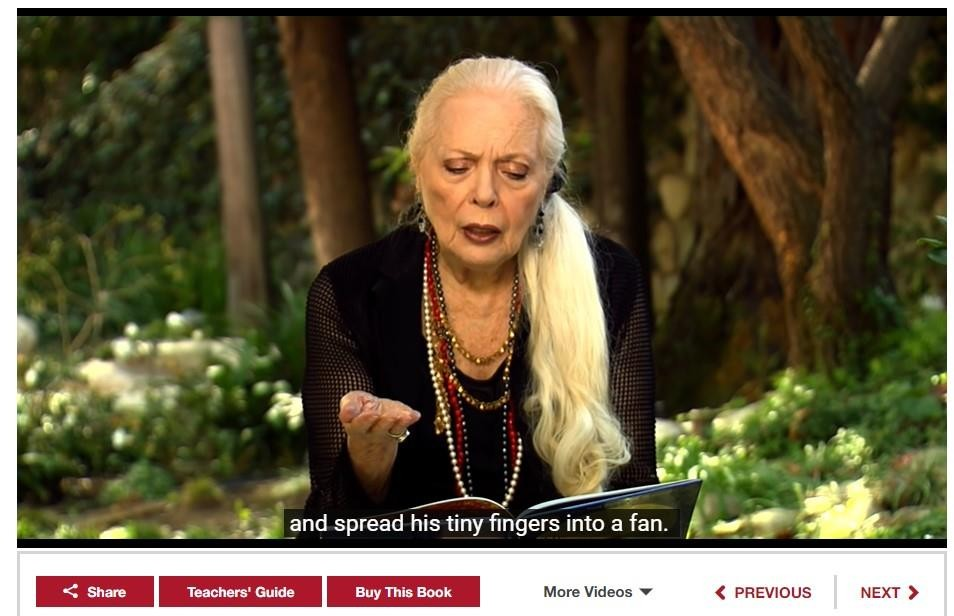 and spread his tiny fingers into a fan.
Share
Teachers' Guide
Buy This Book
More Videos
PREVIOUS
NEXT